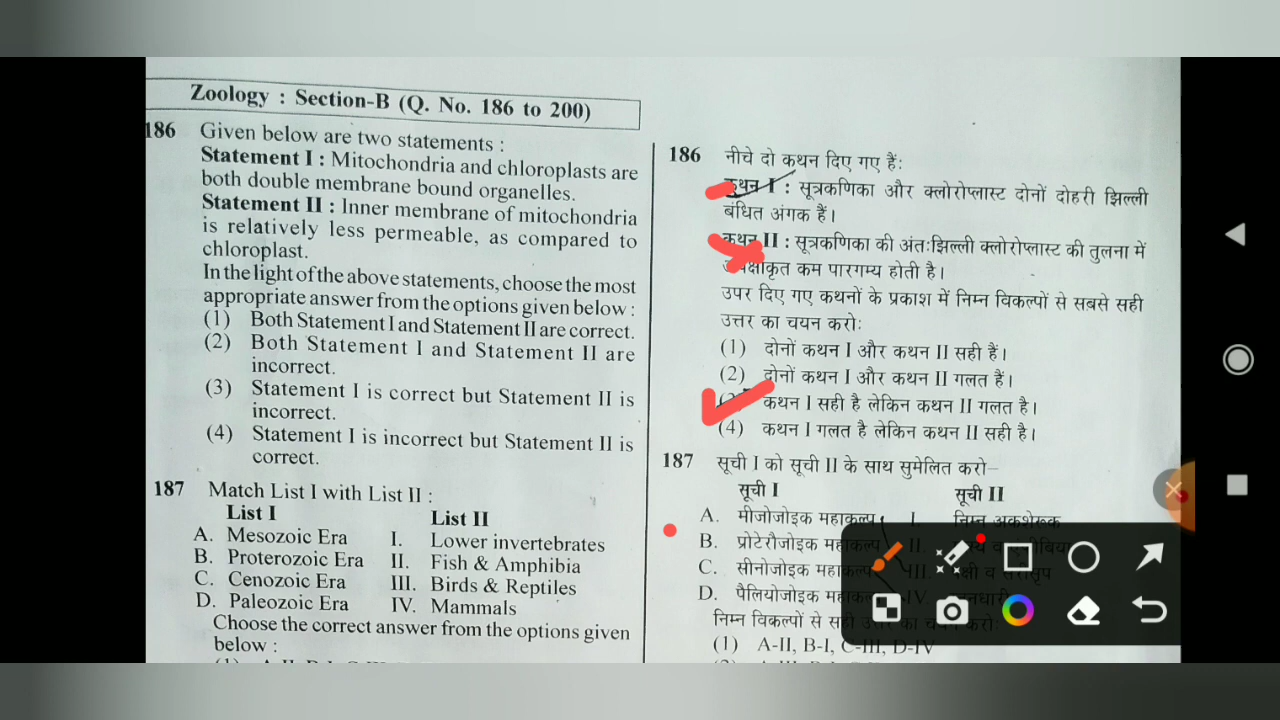 Zoology : Section-B (Q. No. 186 to 200)
186 Given below are two statements :
Statement I : Mitochondria and chloroplasts are
both double membrane bound organelles.
Statement II : Inner membrane of mitochondria
is relatively less permeable, as compared to
chloroplast.
In the light of the above statements, choose the most
appropriate answer from the options given below :
(1) Both Statement I and Statement II are correct.
(2) Both Statement I and Statement II are
incorrect.
(3) Statement I is correct but Statement II is
incorrect.
(4) Statement I is incorrect but Statement II is
correct.
187 Match List I with List II :
List I List II
A. Mesozoic Era I. Lower invertebrates
B. Proterozoic Era II. Fish & Amphibia
C. Cenozoic Era III. Birds & Reptiles
D. Paleozoic Era IV. Mammals
Choose the correct answer from the options given
below :
186 नीचे दो कथन दिए गए हैं:
कथन I : सूत्रकणिका और क्लोरोप्लास्ट दोनों दोहरी झिल्ली
बंधित अंगक हैं।
कथन II : सूत्रकणिका की अंतःझिल्ली क्लोरोप्लास्ट की तुलना में
कम पारगम्य होती है।
उपर दिए गए कथनों के प्रकाश में निम्न विकल्पों से सबसे सही
उत्तर का चयन करोः
(1) दोनों कथन I और कथन II सही हैं।
(2) दोनों कथन I और कथन II गलत हैं।
कथन I सही है लेकिन कथन II गलत है।
(4) कथन I गलत है लेकिन कथन II सही है।
187 सूची I को सूची II के साथ सुमेलित करो–
सूची I सूची II
A. मीजोजोइक महाकल्प I. निम्न अकशेरूक
B. प्रोटेरौजोइक महाकल्प
C. सीनोजोइक महाकल्प
D. पैलियोजोइक
निम्न विकल्पों से
(1) A-II, B-I, C-III, D-IV